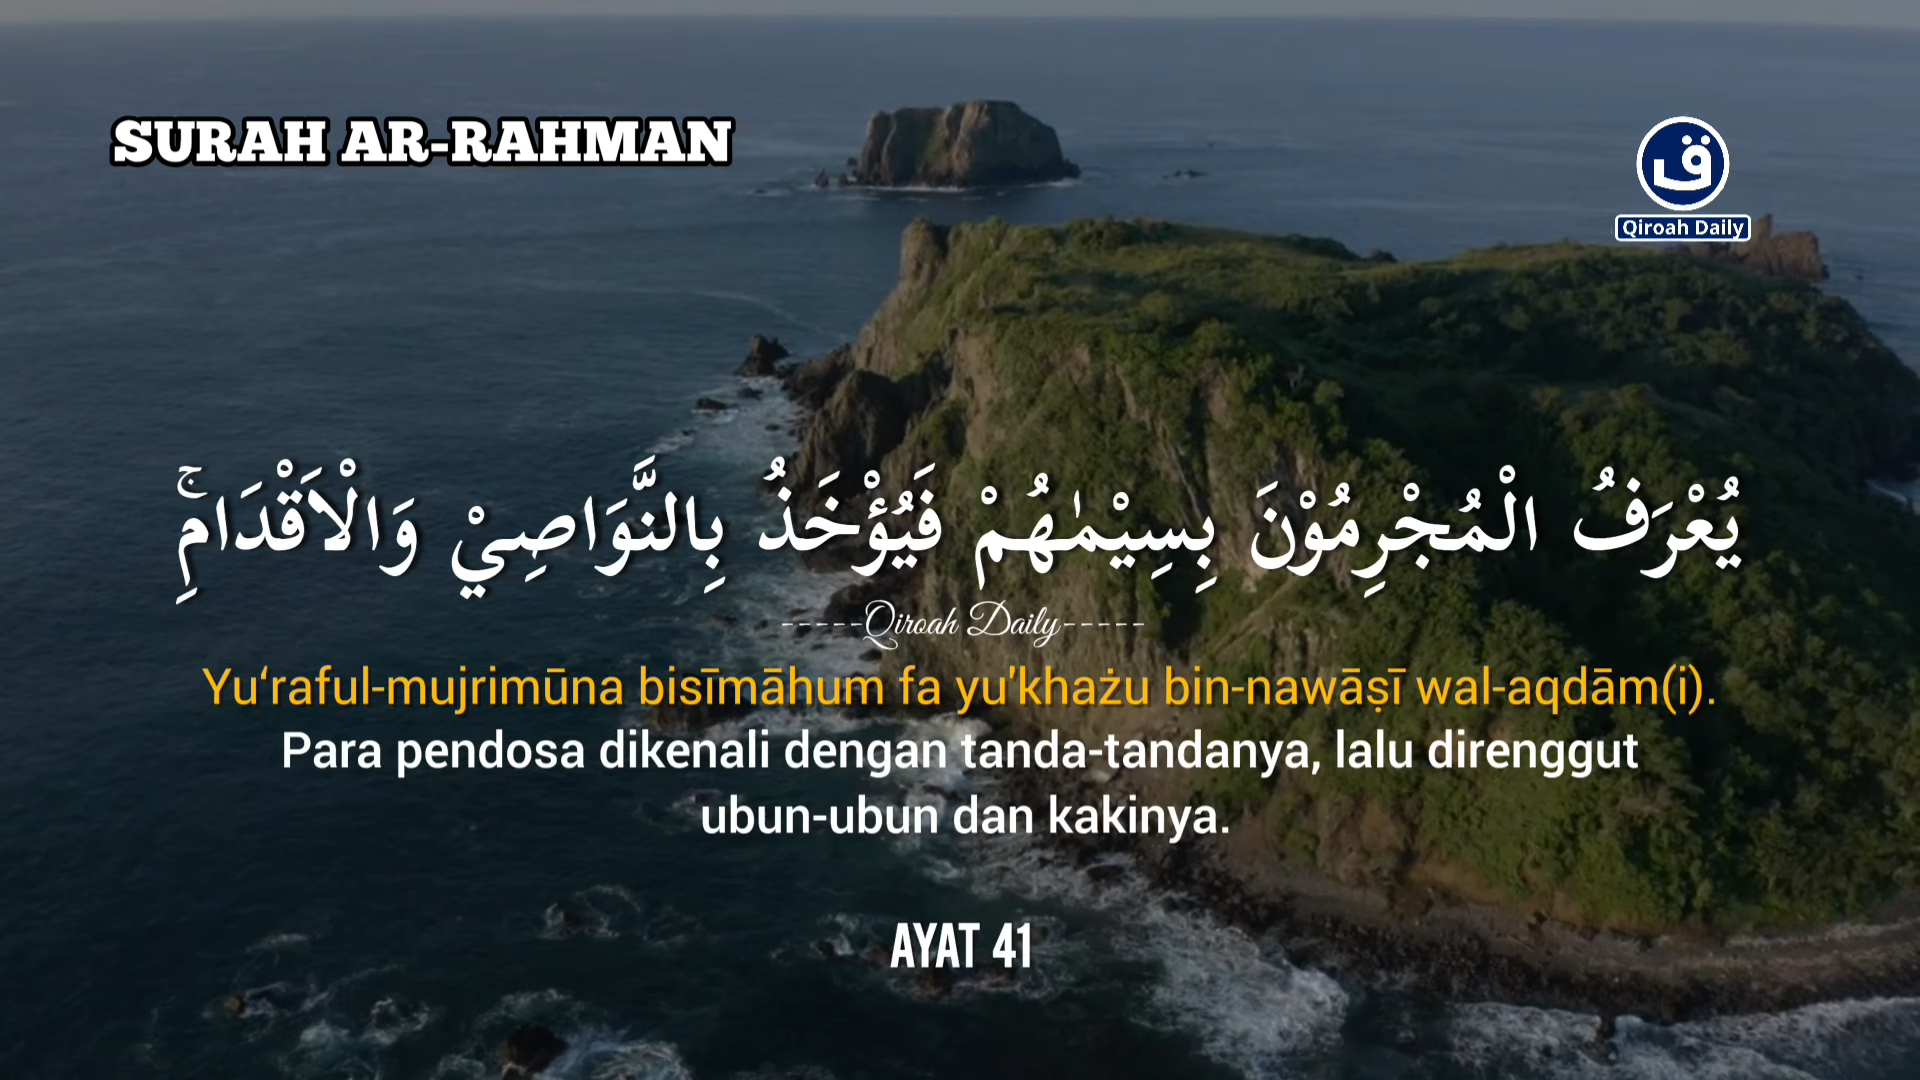 SURAH AR-RAHMAN
ق
Qiroah Daily
يُعْرَفُ الْمُجْرِمُوْنَ بِسِيْمٰهُمْ فَيُؤْخَذُ بِالنَّوَاصِيْ وَالْاَقْدَامِۚ
-----Qiroah Daily-----
Yu‘raful-mujrimūna bisīmāhum fa yu'khażu bin-nawāṣī wal-aqdām(i).
Para pendosa dikenali dengan tanda-tandanya, lalu direnggut
ubun-ubun dan kakinya.
AYAT 41